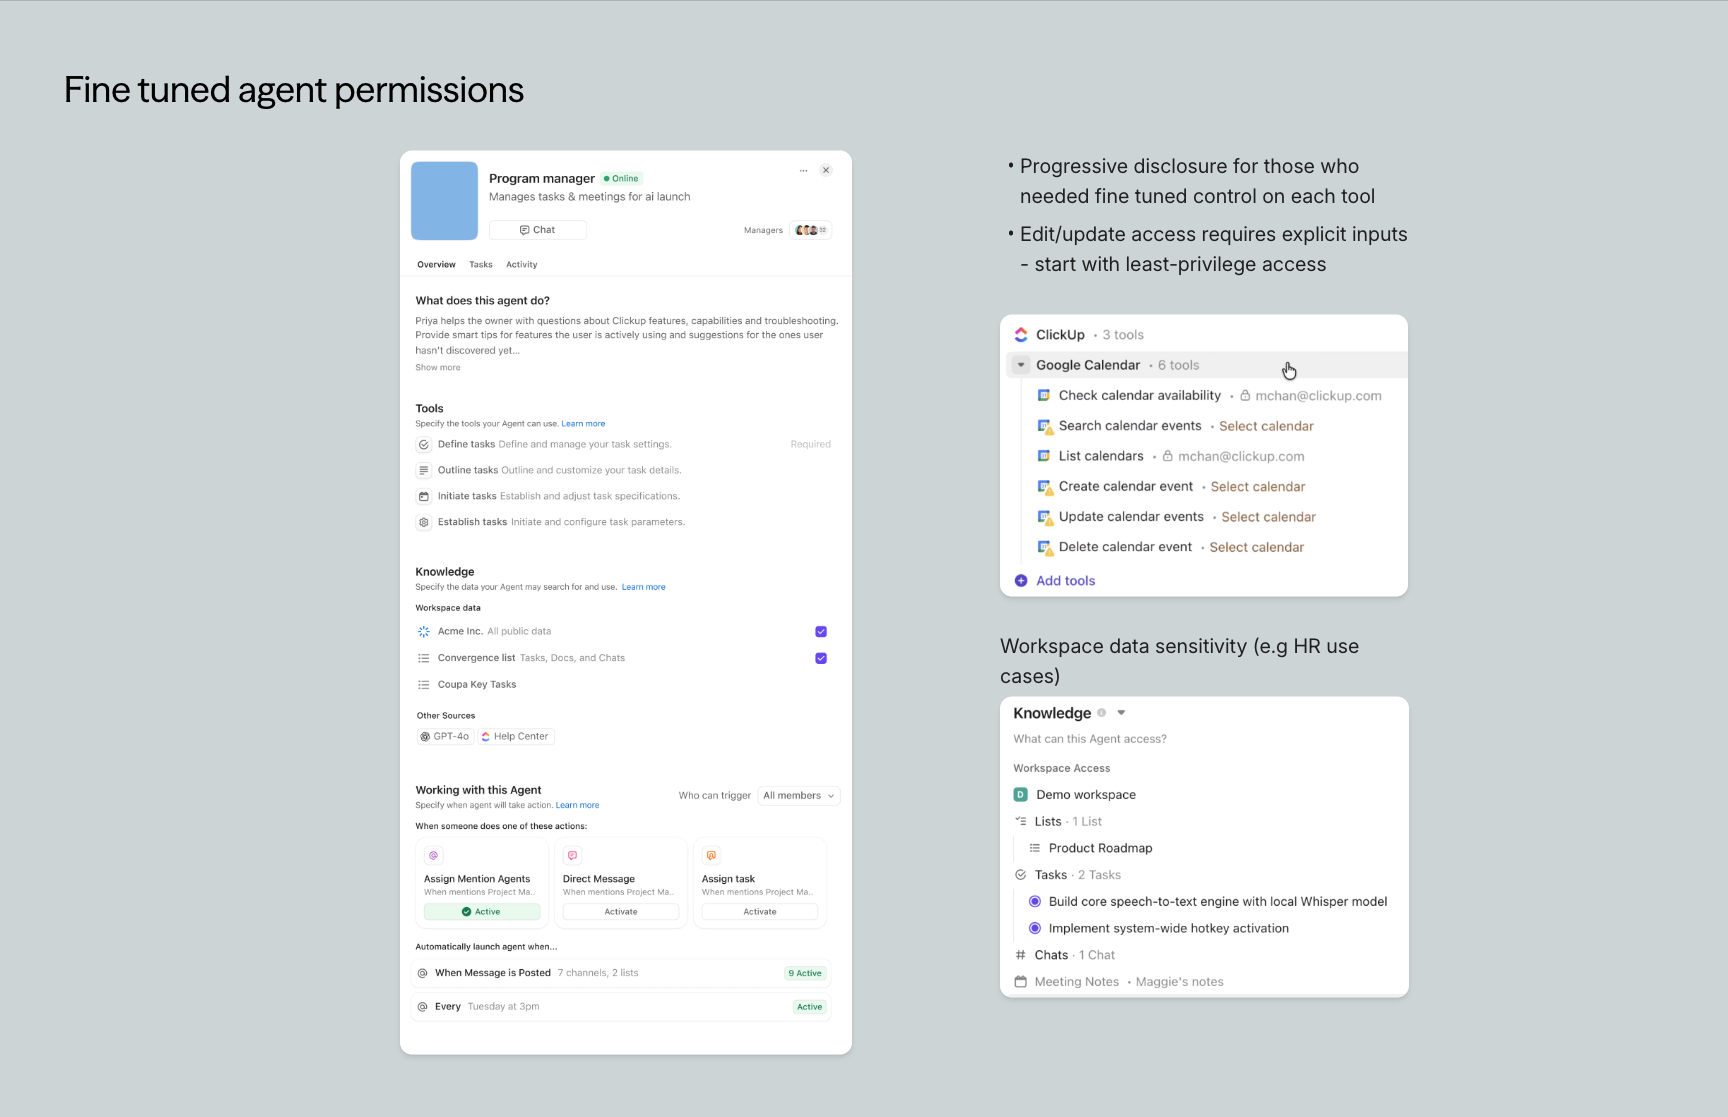 Fine tuned agent permissions
Program manager
Online
Manages tasks & meetings for ai launch
Chat
Managers
Overview Tasks Activity
What does this agent do?
Priya helps the owner with questions about Clickup features, capabilities and troubleshooting.
Provide smart tips for features the user is actively using and suggestions for the ones user
hasn't discovered yet...
Show more
Tools
Specify the tools your Agent can use. Learn more
Define tasks Define and manage your task settings. Required
Outline tasks Outline and customize your task details.
Initiate tasks Establish and adjust task specifications.
Establish tasks Initiate and configure task parameters.
Knowledge
Specify the data your Agent may search for and use. Learn more
Workspace data
Acme Inc. All public data
Convergence list Tasks, Docs, and Chats
Coupa Key Tasks
Other Sources
GPT-4o Help Center
Working with this Agent
Specify when agent will take action. Learn more
Who can trigger All members
When someone does one of these actions:
Assign Mention Agents
When mentions Project Ma..
Active
Direct Message
When mentions Project Ma..
Activate
Assign task
When mentions Project Ma..
Activate
Automatically launch agent when...
When Message is Posted 7 channels, 2 lists 9 Active
Every Tuesday at 3pm Active
• Progressive disclosure for those who
needed fine tuned control on each tool
• Edit/update access requires explicit inputs
- start with least-privilege access
ClickUp • 3 tools
Google Calendar • 6 tools
Check calendar availability • mchan@clickup.com
Search calendar events • Select calendar
List calendars • mchan@clickup.com
Create calendar event • Select calendar
Update calendar events • Select calendar
Delete calendar event • Select calendar
Add tools
Workspace data sensitivity (e.g HR use
cases)
Knowledge
What can this Agent access?
Workspace Access
D Demo workspace
Lists · 1 List
Product Roadmap
Tasks · 2 Tasks
Build core speech-to-text engine with local Whisper model
Implement system-wide hotkey activation
Chats · 1 Chat
Meeting Notes • Maggie's notes